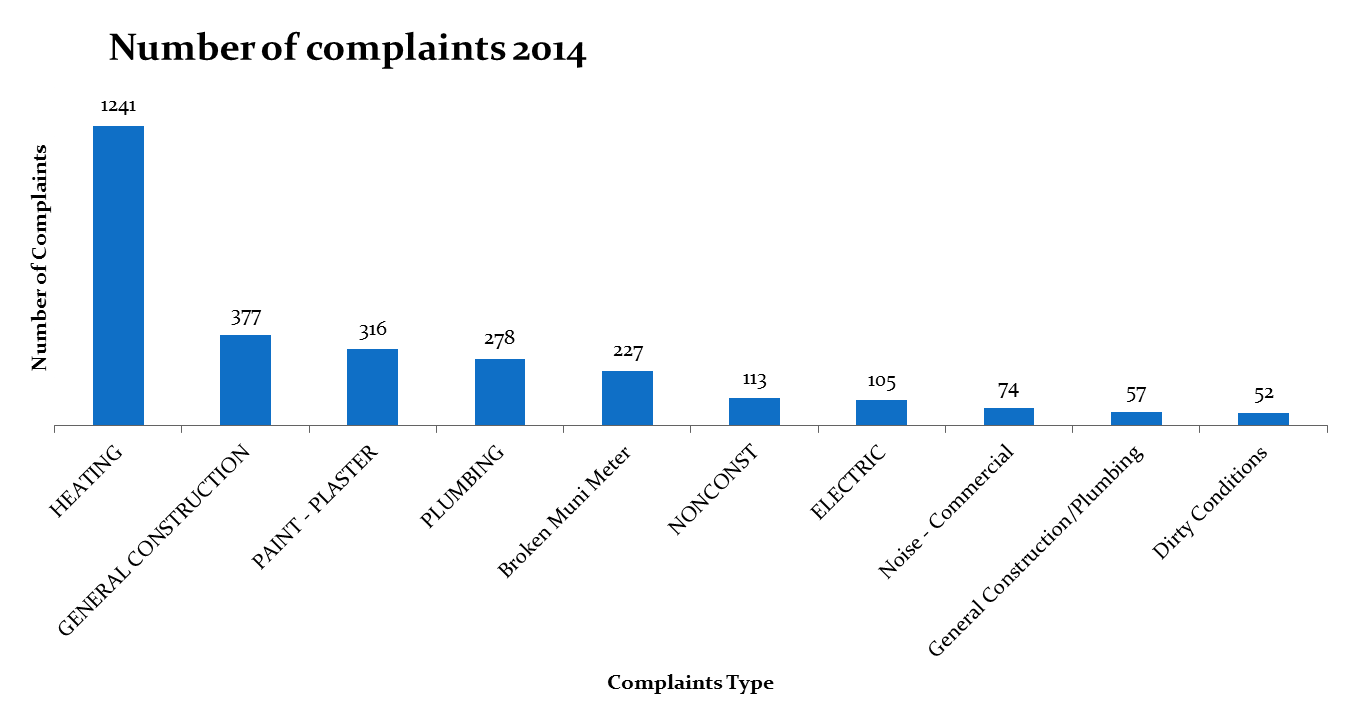 Number of complaints 2014
Number of Complaints
1241
377
316
278
227
113
105
74
57
52
HEATING
GENERAL CONSTRUCTION
PAINT - PLASTER
PLUMBING
Broken Muni Meter
NONCONST
ELECTRIC
Noise - Commercial
General Construction/Plumbing
Dirty Conditions
Complaints Type